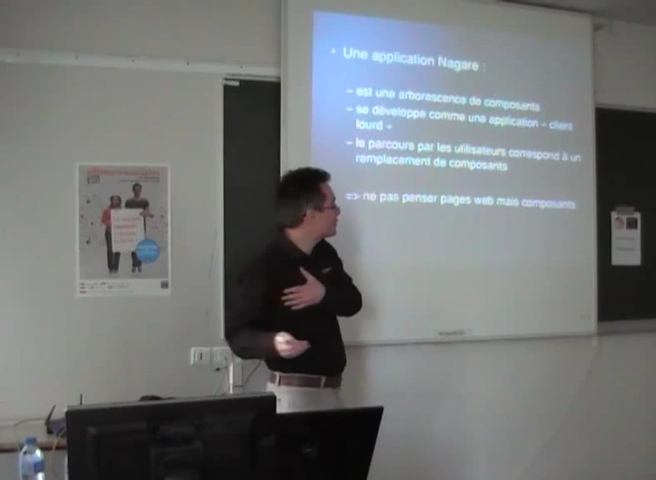 • Une application Nagare :
– est une arborescence de composants
– se développe comme une application « client
lourd »
– le parcours par les utilisateurs correspond à un
remplacement de composants
=> ne pas penser pages web mais composants